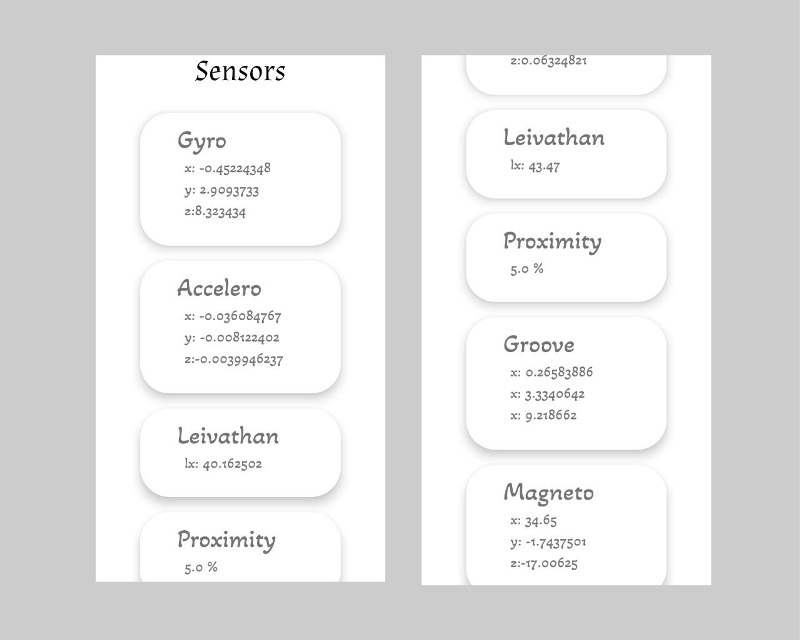 Sensors
Gyro
x: -0.45224348
y: 2.9093733
z:8.323434
Accelero
x: -0.036084767
y: -0.008122402
z:-0.0039946237
Leivathan
lx: 40.162502
Proximity
5.0 %
z:0.06324821
Leivathan
lx: 43.47
Proximity
5.0 %
Groove
x: 0.26583886
x: 3.3340642
x: 9.218662
Magneto
x: 34.65
y: -1.7437501
z:-17.00625